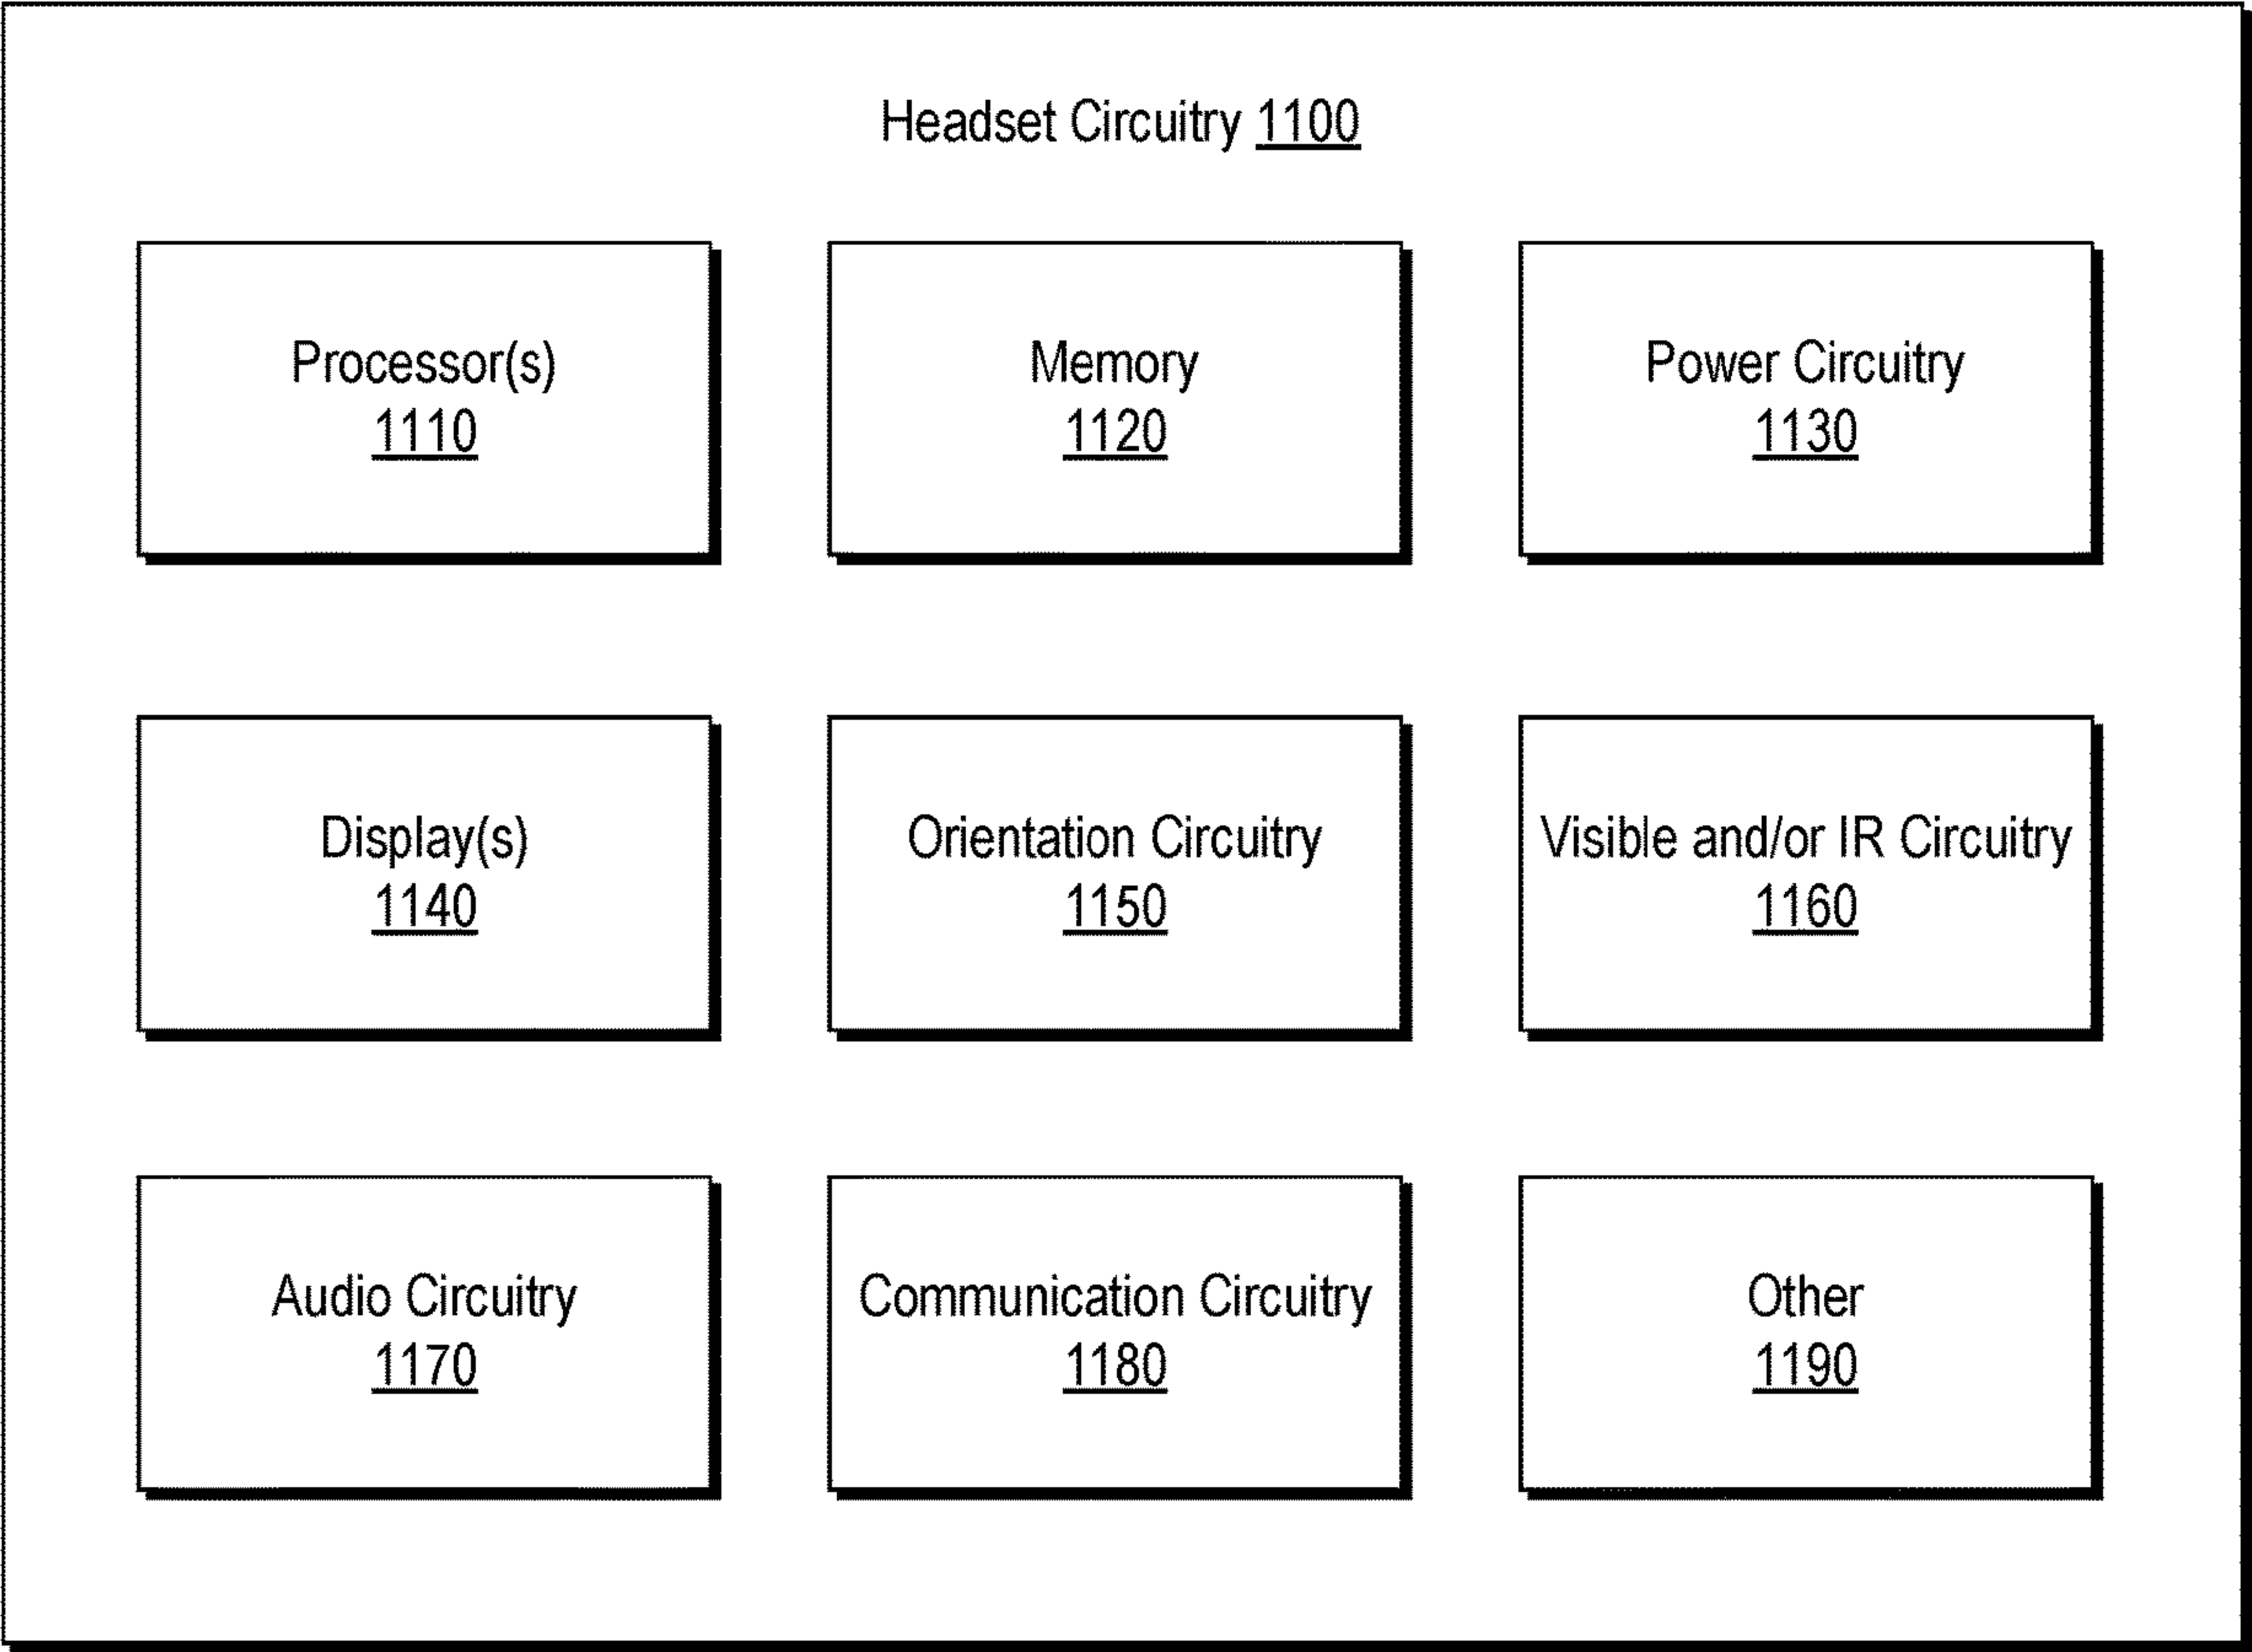 Headset Circuitry 1100
Processor(s)
1110
Memory
1120
Power Circuitry
1130
Display(s)
1140
Orientation Circuitry
1150
Visible and/or IR Circuitry
1160
Audio Circuitry
1170
Communication Circuitry
1180
Other
1190